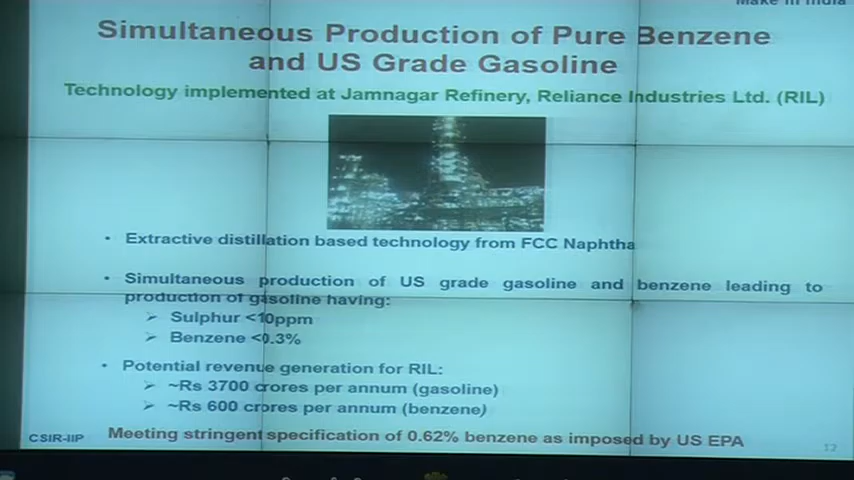 Make in India
Simultaneous Production of Pure Benzene
and US Grade Gasoline
Technology implemented at Jamnagar Refinery, Reliance Industries Ltd. (RIL)
• Extractive distillation based technology from FCC Naphtha
• Simultaneous production of US grade gasoline and benzene leading to
production of gasoline having:
➢ Sulphur <10ppm
➢ Benzene <0.3%
• Potential revenue generation for RIL:
➢ ~Rs 3700 crores per annum (gasoline)
➢ ~Rs 600 crores per annum (benzene)
Meeting stringent specification of 0.62% benzene as imposed by US EPA
CSIR-IIP
12